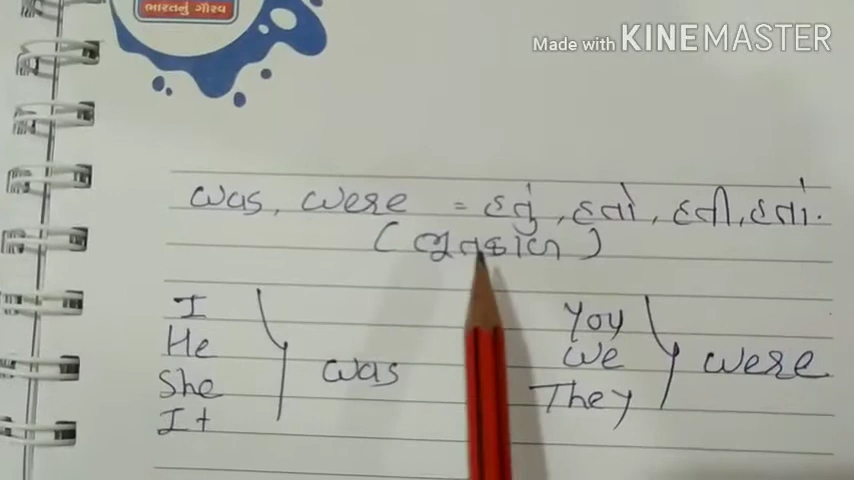 ભારતનું ગૌરવ
Made with KINEMASTER
was, were = હતું, હતો, હતી, હતાં.
(ભૂતકાળ)
I
He
She
It
was
You
We
They
were